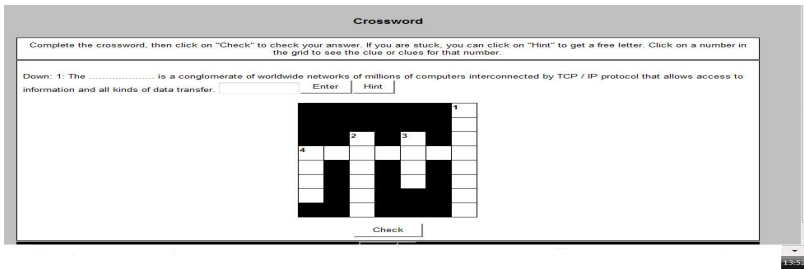 Crossword
Complete the crossword, then click on "Check" to check your answer. If you are stuck, you can click on "Hint" to get a free letter. Click on a number in
the grid to see the clue or clues for that number.
Down: 1: The .................... is a conglomerate of worldwide networks of millions of computers interconnected by TCP / IP protocol that allows access to
information and all kinds of data transfer. Enter Hint
1
2 3
4
Check